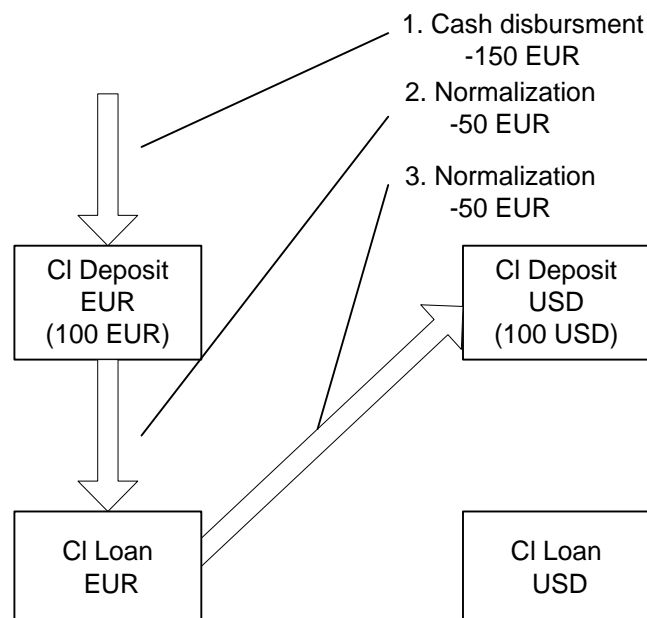 1. Cash disbursment
-150 EUR
2. Normalization
-50 EUR
3. Normalization
-50 EUR
CI Deposit
EUR
(100 EUR)
CI Deposit
USD
(100 USD)
CI Loan
EUR
CI Loan
USD